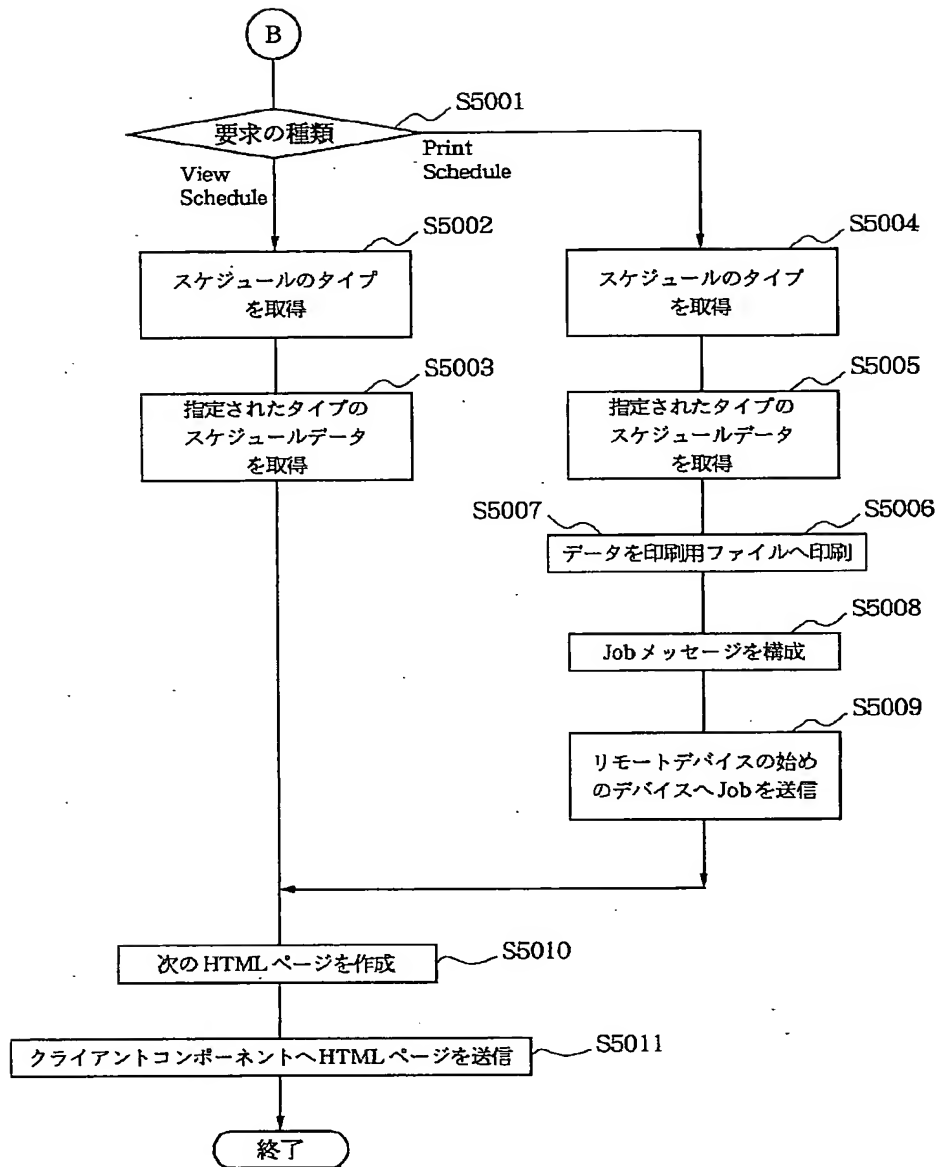 B
S5001
要求の種類
View
Schedule
Print
Schedule
S5002
スケジュールのタイプ
を取得
S5003
指定されたタイプの
スケジュールデータ
を取得
S5004
スケジュールのタイプ
を取得
S5005
指定されたタイプの
スケジュールデータ
を取得
S5007
S5006
データを印刷用ファイルへ印刷
S5008
Jobメッセージを構成
S5009
リモートデバイスの始め
のデバイスへJobを送信
次のHTMLページを作成
S5010
クライアントコンポーネントへHTMLページを送信
S5011
終了